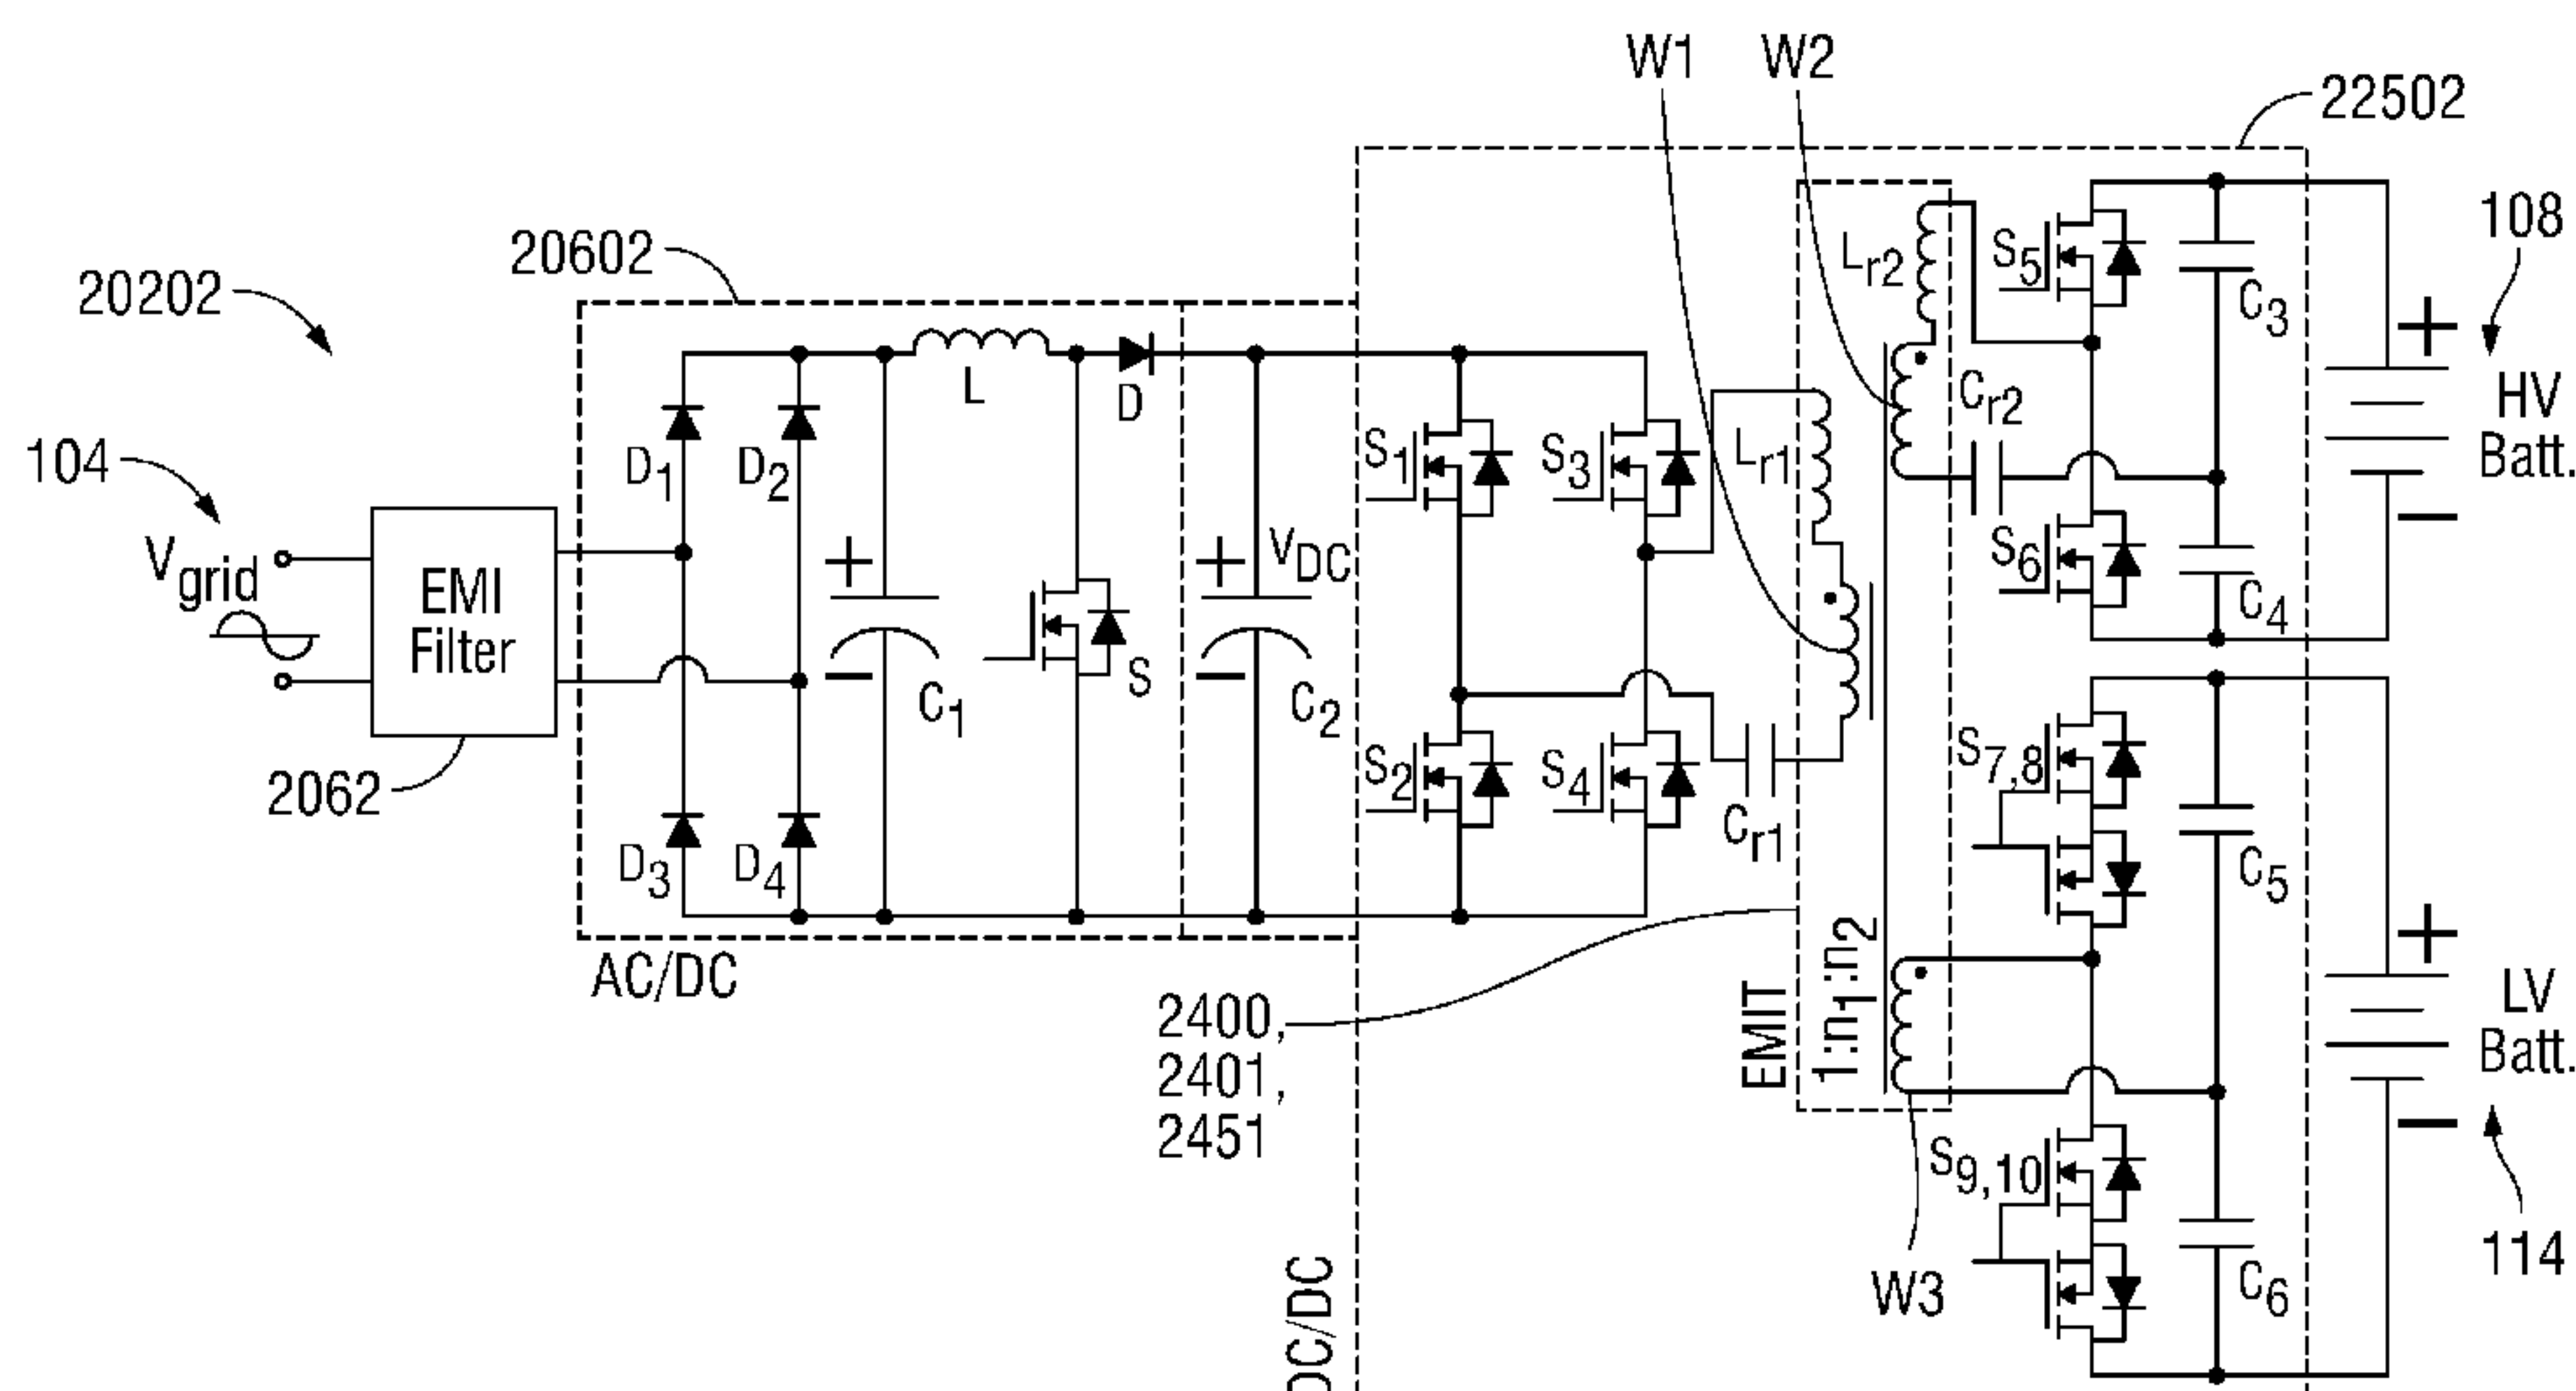 W1
W2
22502
20602
20202
108
104
Vgrid
EMI
Filter
2062
D1
D2
D3
D4
L
D
C1
S
VDC
C2
AC/DC
S1
S3
S2
S4
Lr1
Cr1
Lr2
Cr2
S5
S6
C3
C4
HV
Batt.
S7,8
S9,10
C5
C6
LV
Batt.
114
W3
EMIT
1:n1:n2
2400,
2401,
2451
DC/DC
+
−
+
−
+
−
+
−